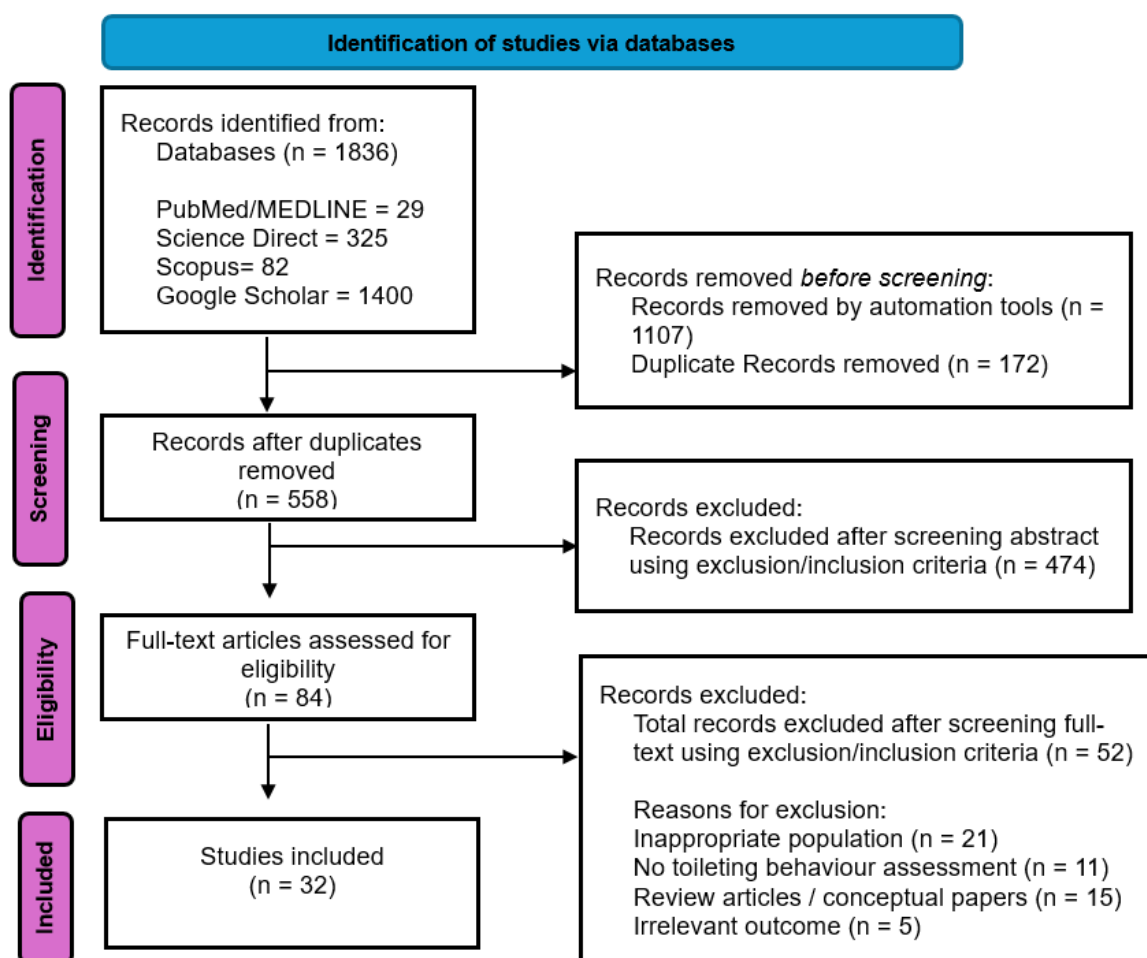 Identification of studies via databases
Identification
Records identified from:
Databases (n = 1836)
PubMed/MEDLINE = 29
Science Direct = 325
Scopus= 82
Google Scholar = 1400
Records removed before screening:
Records removed by automation tools (n =
1107)
Duplicate Records removed (n = 172)
Screening
Records after duplicates
removed
(n = 558)
Records excluded:
Records excluded after screening abstract
using exclusion/inclusion criteria (n = 474)
Eligibility
Full-text articles assessed for
eligibility
(n = 84)
Records excluded:
Total records excluded after screening full-
text using exclusion/inclusion criteria (n = 52)
Reasons for exclusion:
Inappropriate population (n = 21)
No toileting behaviour assessment (n = 11)
Review articles / conceptual papers (n = 15)
Irrelevant outcome (n = 5)
Included
Studies included
(n = 32)